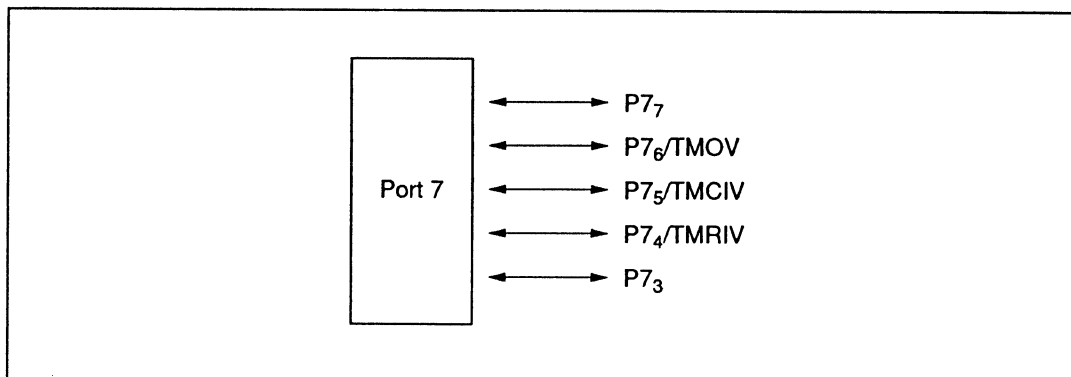 Port 7
P7₇
P7₆/TMOV
P7₅/TMCIV
P7₄/TMRIV
P7₃